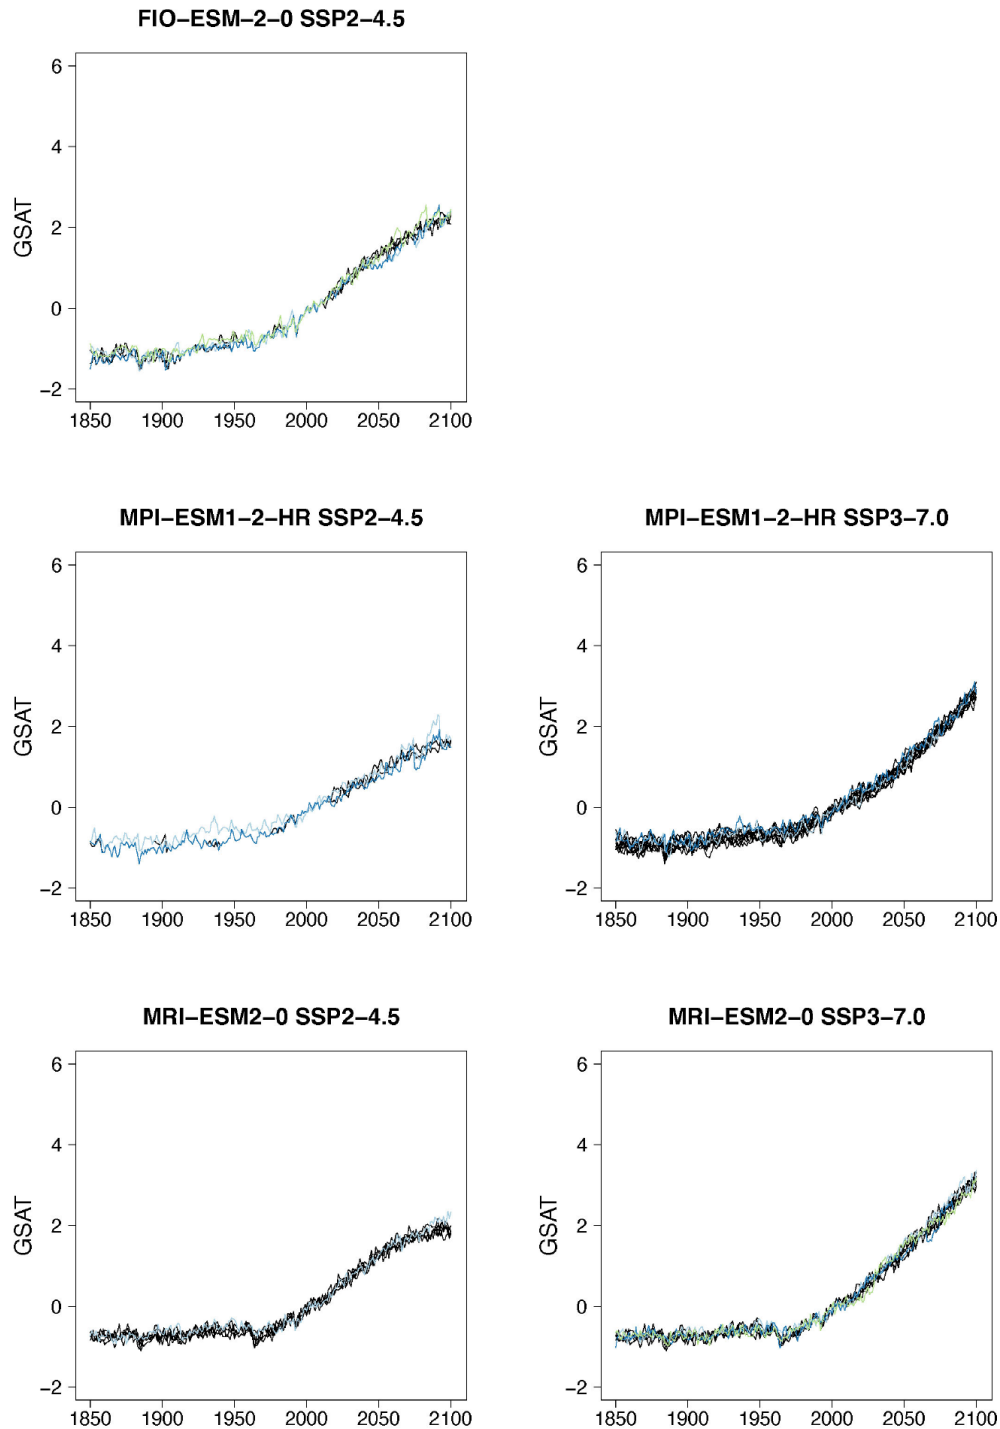 FIO−ESM−2−0 SSP2−4.5
6
4
2
0
−2
GSAT
1850 1900 1950 2000 2050 2100
MPI−ESM1−2−HR SSP2−4.5
6
4
2
0
−2
GSAT
1850 1900 1950 2000 2050 2100
MPI−ESM1−2−HR SSP3−7.0
6
4
2
0
−2
GSAT
1850 1900 1950 2000 2050 2100
MRI−ESM2−0 SSP2−4.5
6
4
2
0
−2
GSAT
1850 1900 1950 2000 2050 2100
MRI−ESM2−0 SSP3−7.0
6
4
2
0
−2
GSAT
1850 1900 1950 2000 2050 2100